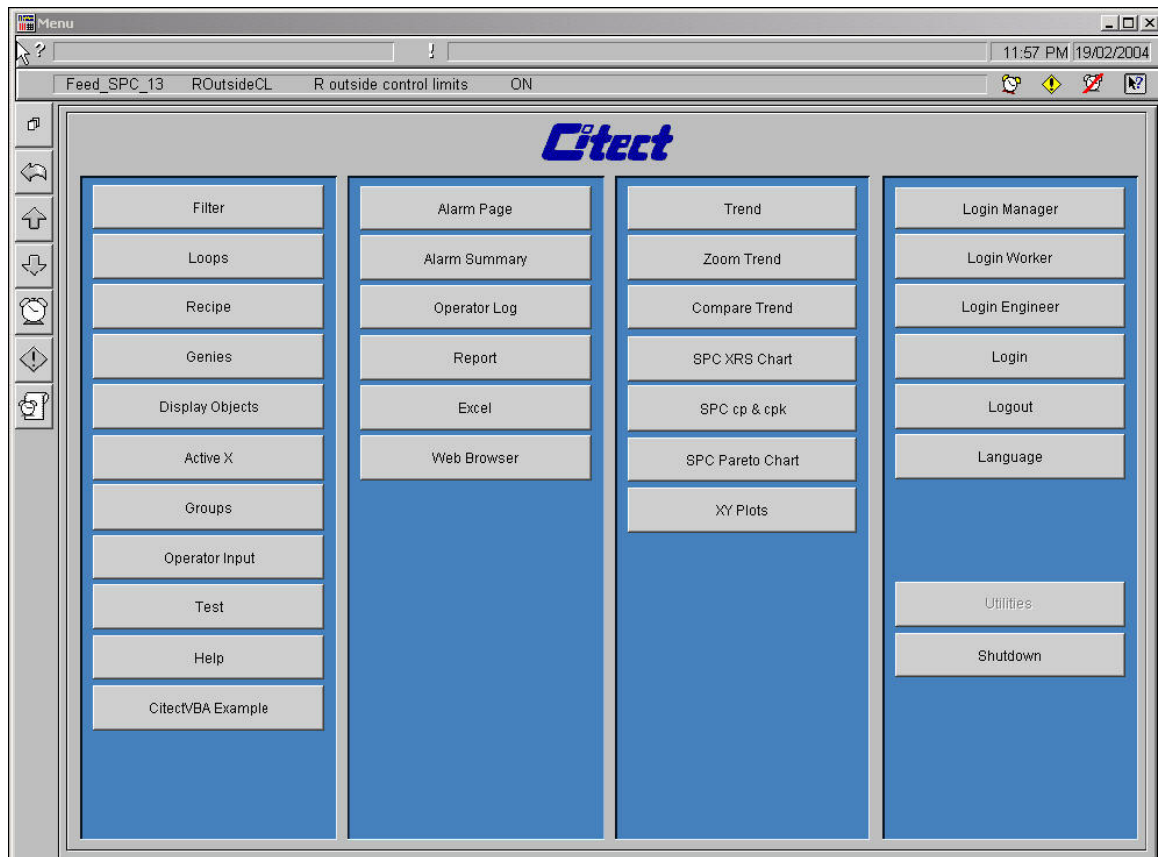 Menu
?
!
11:57 PM 19/02/2004
Feed_SPC_13 ROutsideCL R outside control limits ON
Citect
Filter
Loops
Recipe
Genies
Display Objects
Active X
Groups
Operator Input
Test
Help
CitectVBA Example
Alarm Page
Alarm Summary
Operator Log
Report
Excel
Web Browser
Trend
Zoom Trend
Compare Trend
SPC XRS Chart
SPC cp & cpk
SPC Pareto Chart
XY Plots
Login Manager
Login Worker
Login Engineer
Login
Logout
Language
Utilities
Shutdown